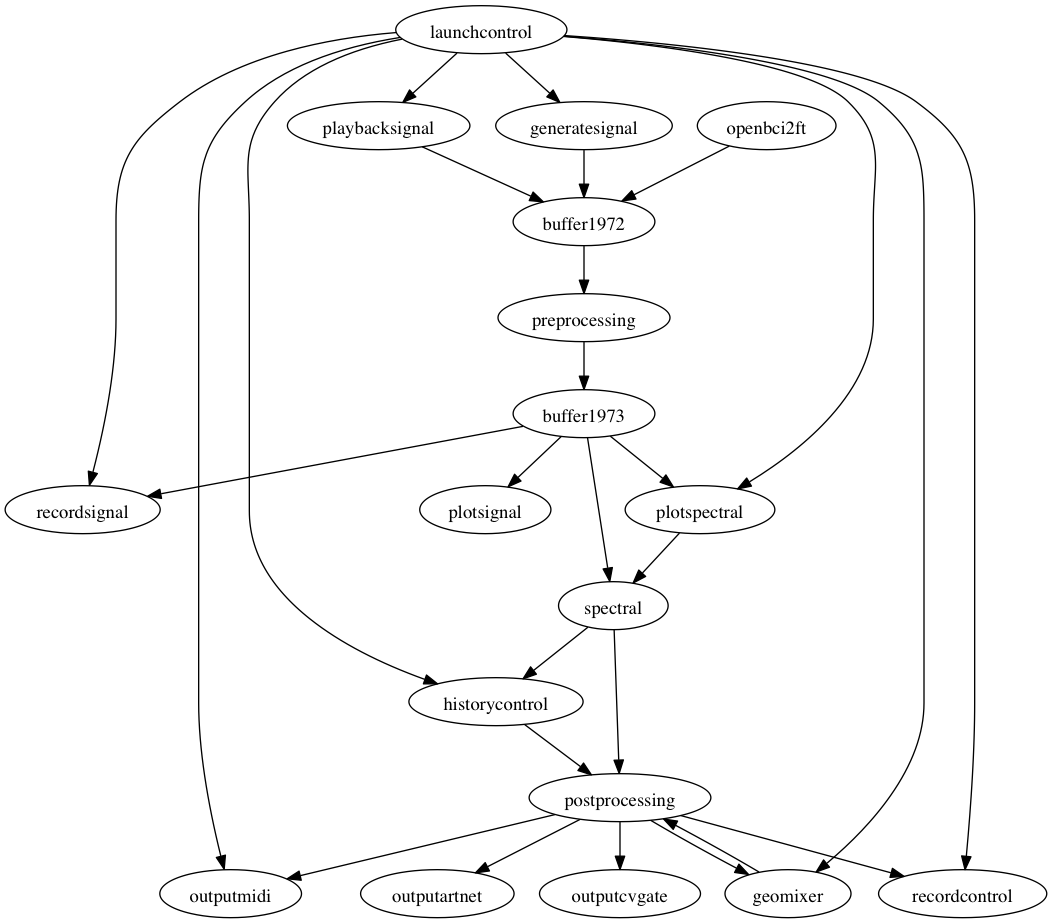 launchcontrol
playbacksignal
generatesignal
openbci2ft
buffer1972
preprocessing
buffer1973
recordsignal
plotsignal
plotspectral
spectral
historycontrol
postprocessing
outputmidi
outputartnet
outputcvgate
geomixer
recordcontrol